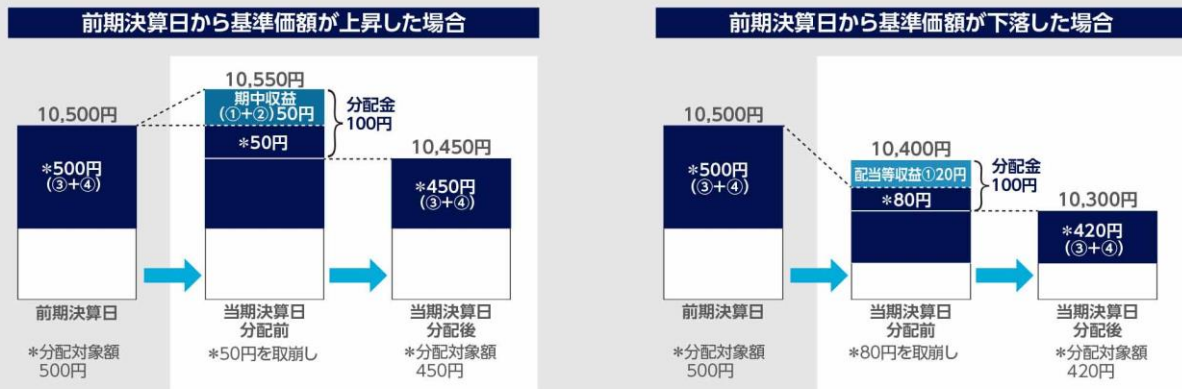 前期決算日から基準価額が上昇した場合
10,500円
*500円
(③+④)
前期決算日
*分配対象額
500円
10,550円
期中収益
(①+②)50円
*50円
分配金
100円
当期決算日
分配前
*50円を取崩し
10,450円
*450円
(③+④)
当期決算日
分配後
*分配対象額
450円
前期決算日から基準価額が下落した場合
10,500円
*500円
(③+④)
前期決算日
*分配対象額
500円
10,400円
配当等収益①20円
*80円
分配金
100円
当期決算日
分配前
*80円を取崩し
10,300円
*420円
(③+④)
当期決算日
分配後
*分配対象額
420円